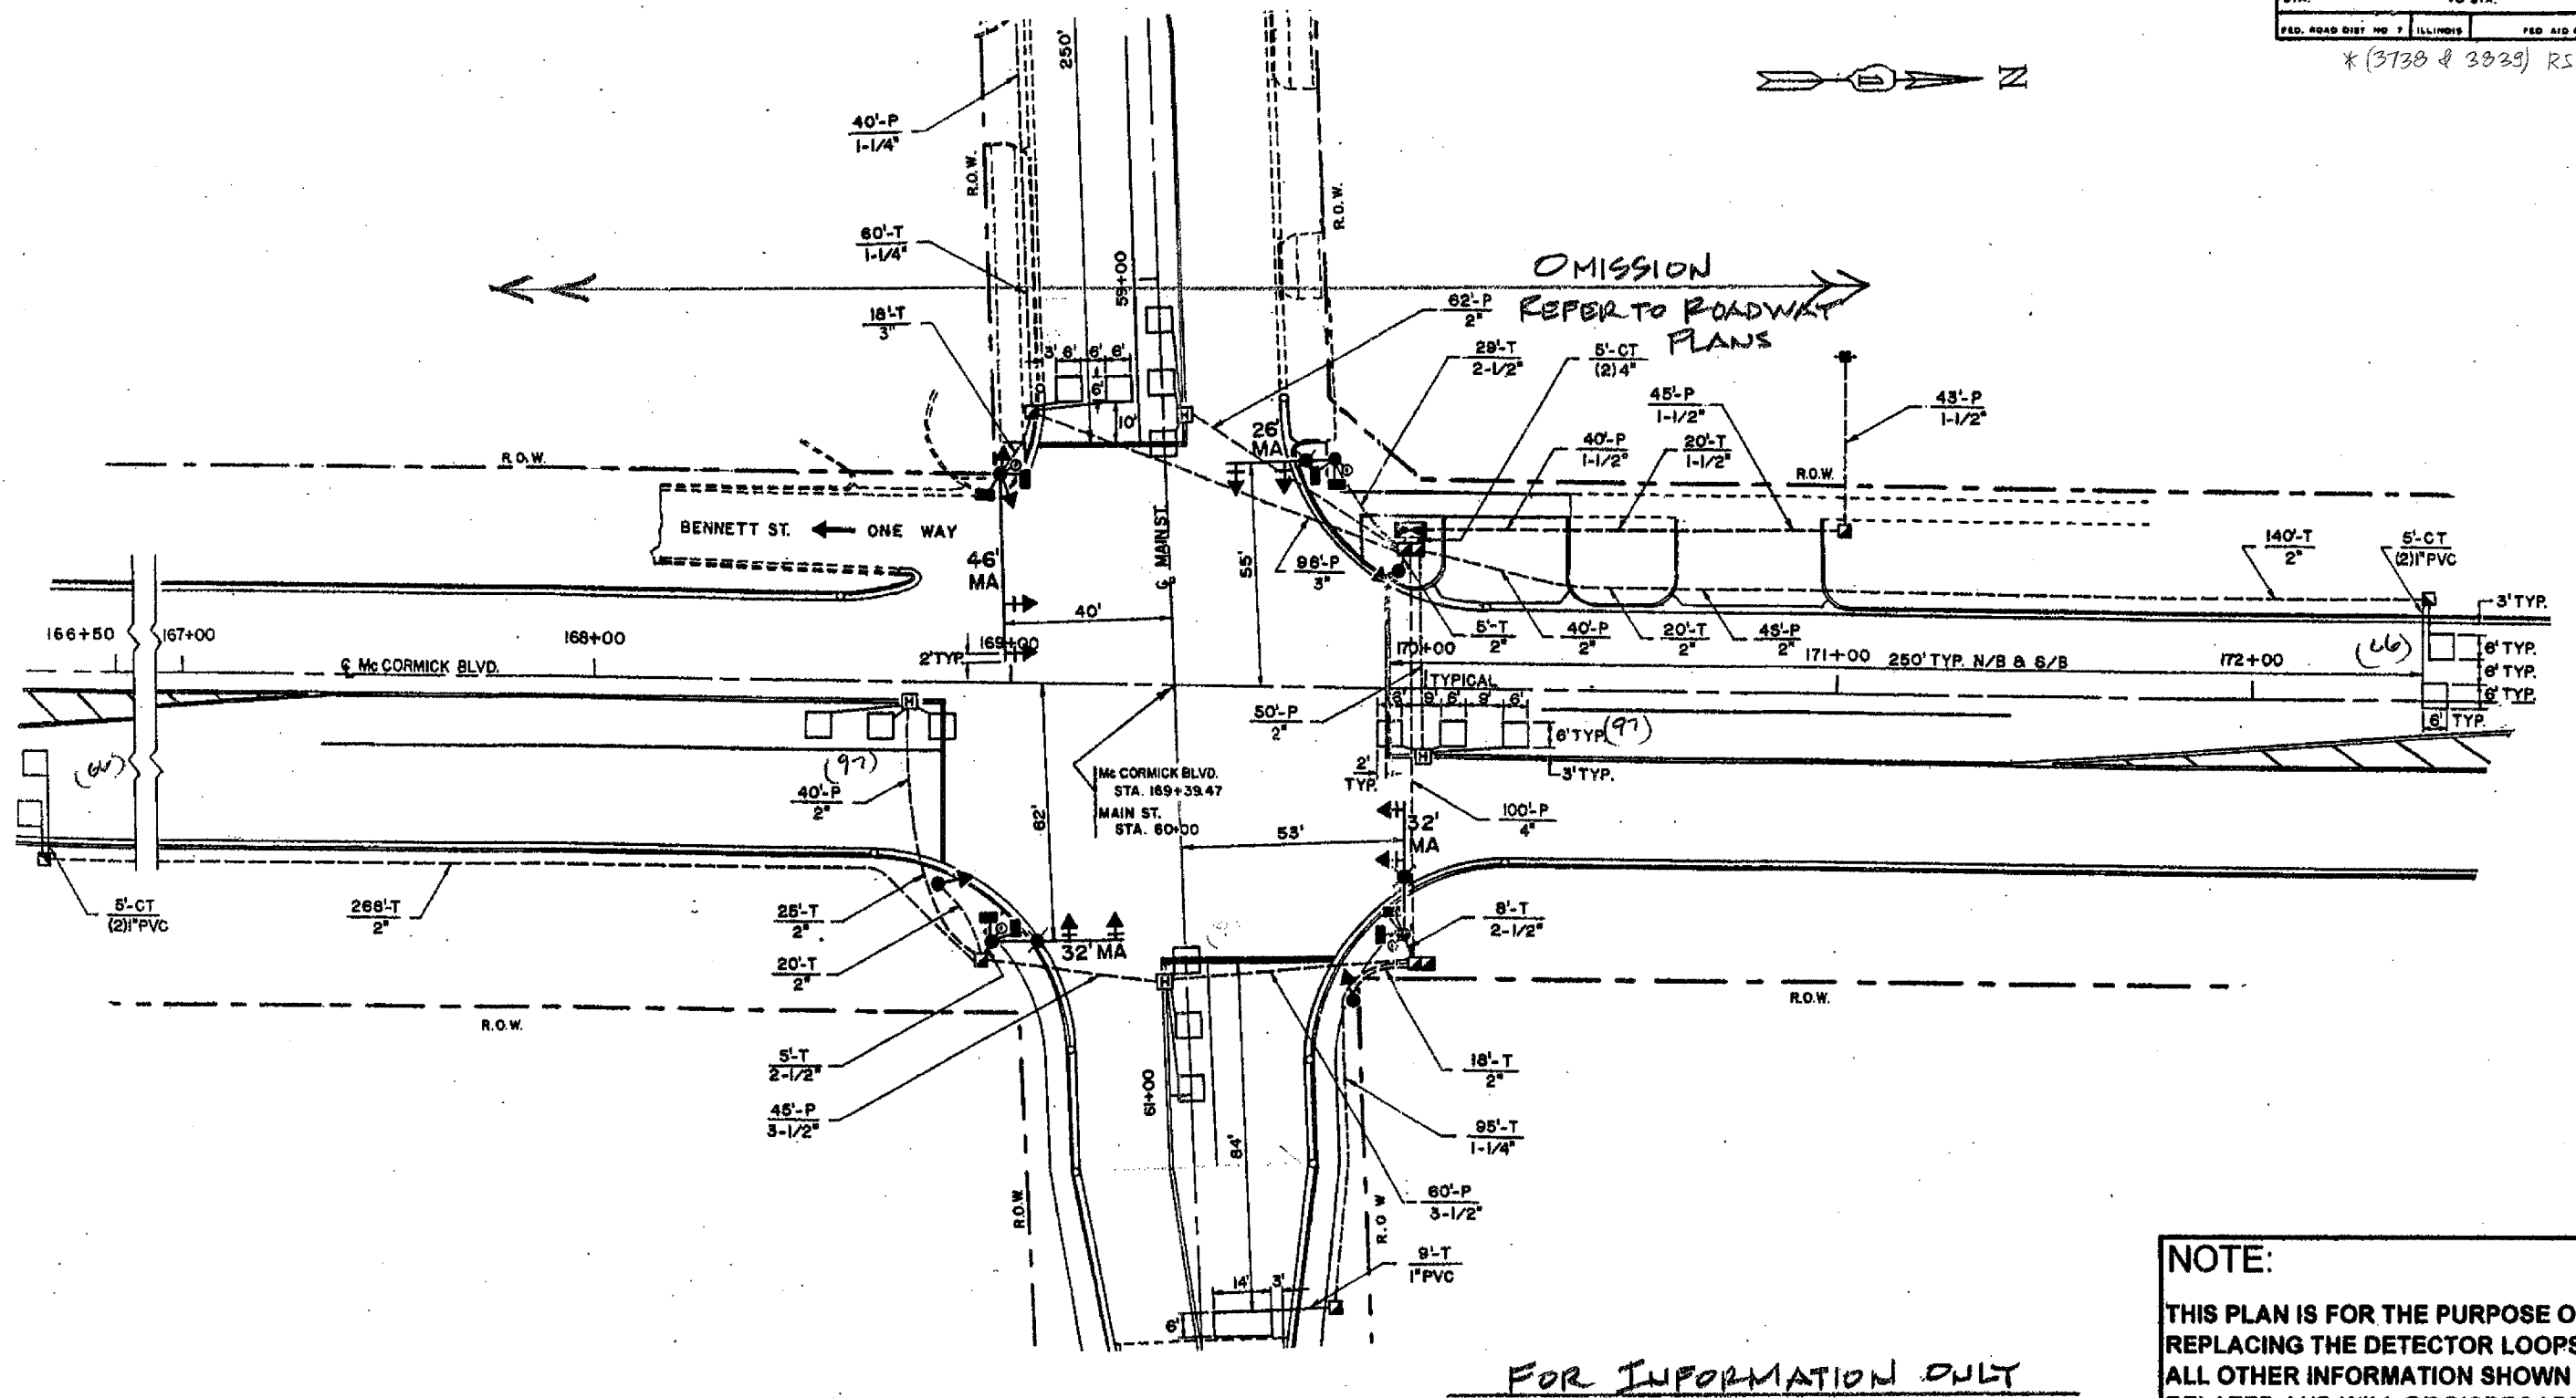 FED. ROAD DIST NO 7 ILLINOIS FED AID
*(3738 & 3839) RS
N
250'
40'-P
1-1/4"
R.O.W.
R.O.W.
60'-T
1-1/4"
59+00
OMISSION
REFER TO ROADWAY
PLANS
62'-P
2"
18'-T
3"
29'-T
2-1/2"
5'-CT
(2)4"
3' 6' 6' 6'
6'
10'
45'-P
1-1/2"
43'-P
1-1/2"
26'
MA
40'-P
1-1/2"
20'-T
1-1/2"
R.O.W.
R.O.W.
BENNETT ST. ONE WAY
46'
MA
℄ MAIN ST.
55'
96'-P
3"
140'-T
2"
5'-CT
(2)1"PVC
40'
5'-T
2"
40'-P
2"
20'-T
2"
45'-P
2"
3' TYP.
166+50
167+00
168+00
169+00
170+00
171+00
172+00
2' TYP.
250' TYP. N/B & S/B
(66)
6' TYP.
6' TYP.
6' TYP.
6' TYP.
℄ Mc CORMICK BLVD.
TYPICAL
6' 9' 6' 9' 6'
50'-P
2"
6' TYP.
(97)
3' TYP.
2'
TYP.
(66)
(97)
40'-P
2"
62'
Mc CORMICK BLVD.
STA. 169+39.47
MAIN ST.
STA. 60+00
53'
32'
MA
100'-P
4"
5'-CT
(2)1"PVC
268'-T
2"
25'-T
2"
20'-T
2"
32' MA
8'-T
2-1/2"
R.O.W.
R.O.W.
5'-T
2-1/2"
45'-P
3-1/2"
61+00
84'
18'-T
2"
95'-T
1-1/4"
60'-P
3-1/2"
R.O.W.
R.O.W
9'-T
1"PVC
14' 3'
6'
FOR INFORMATION ONLY
NOTE:
THIS PLAN IS FOR THE PURPOSE O
REPLACING THE DETECTOR LOOPS
ALL OTHER INFORMATION SHOWN